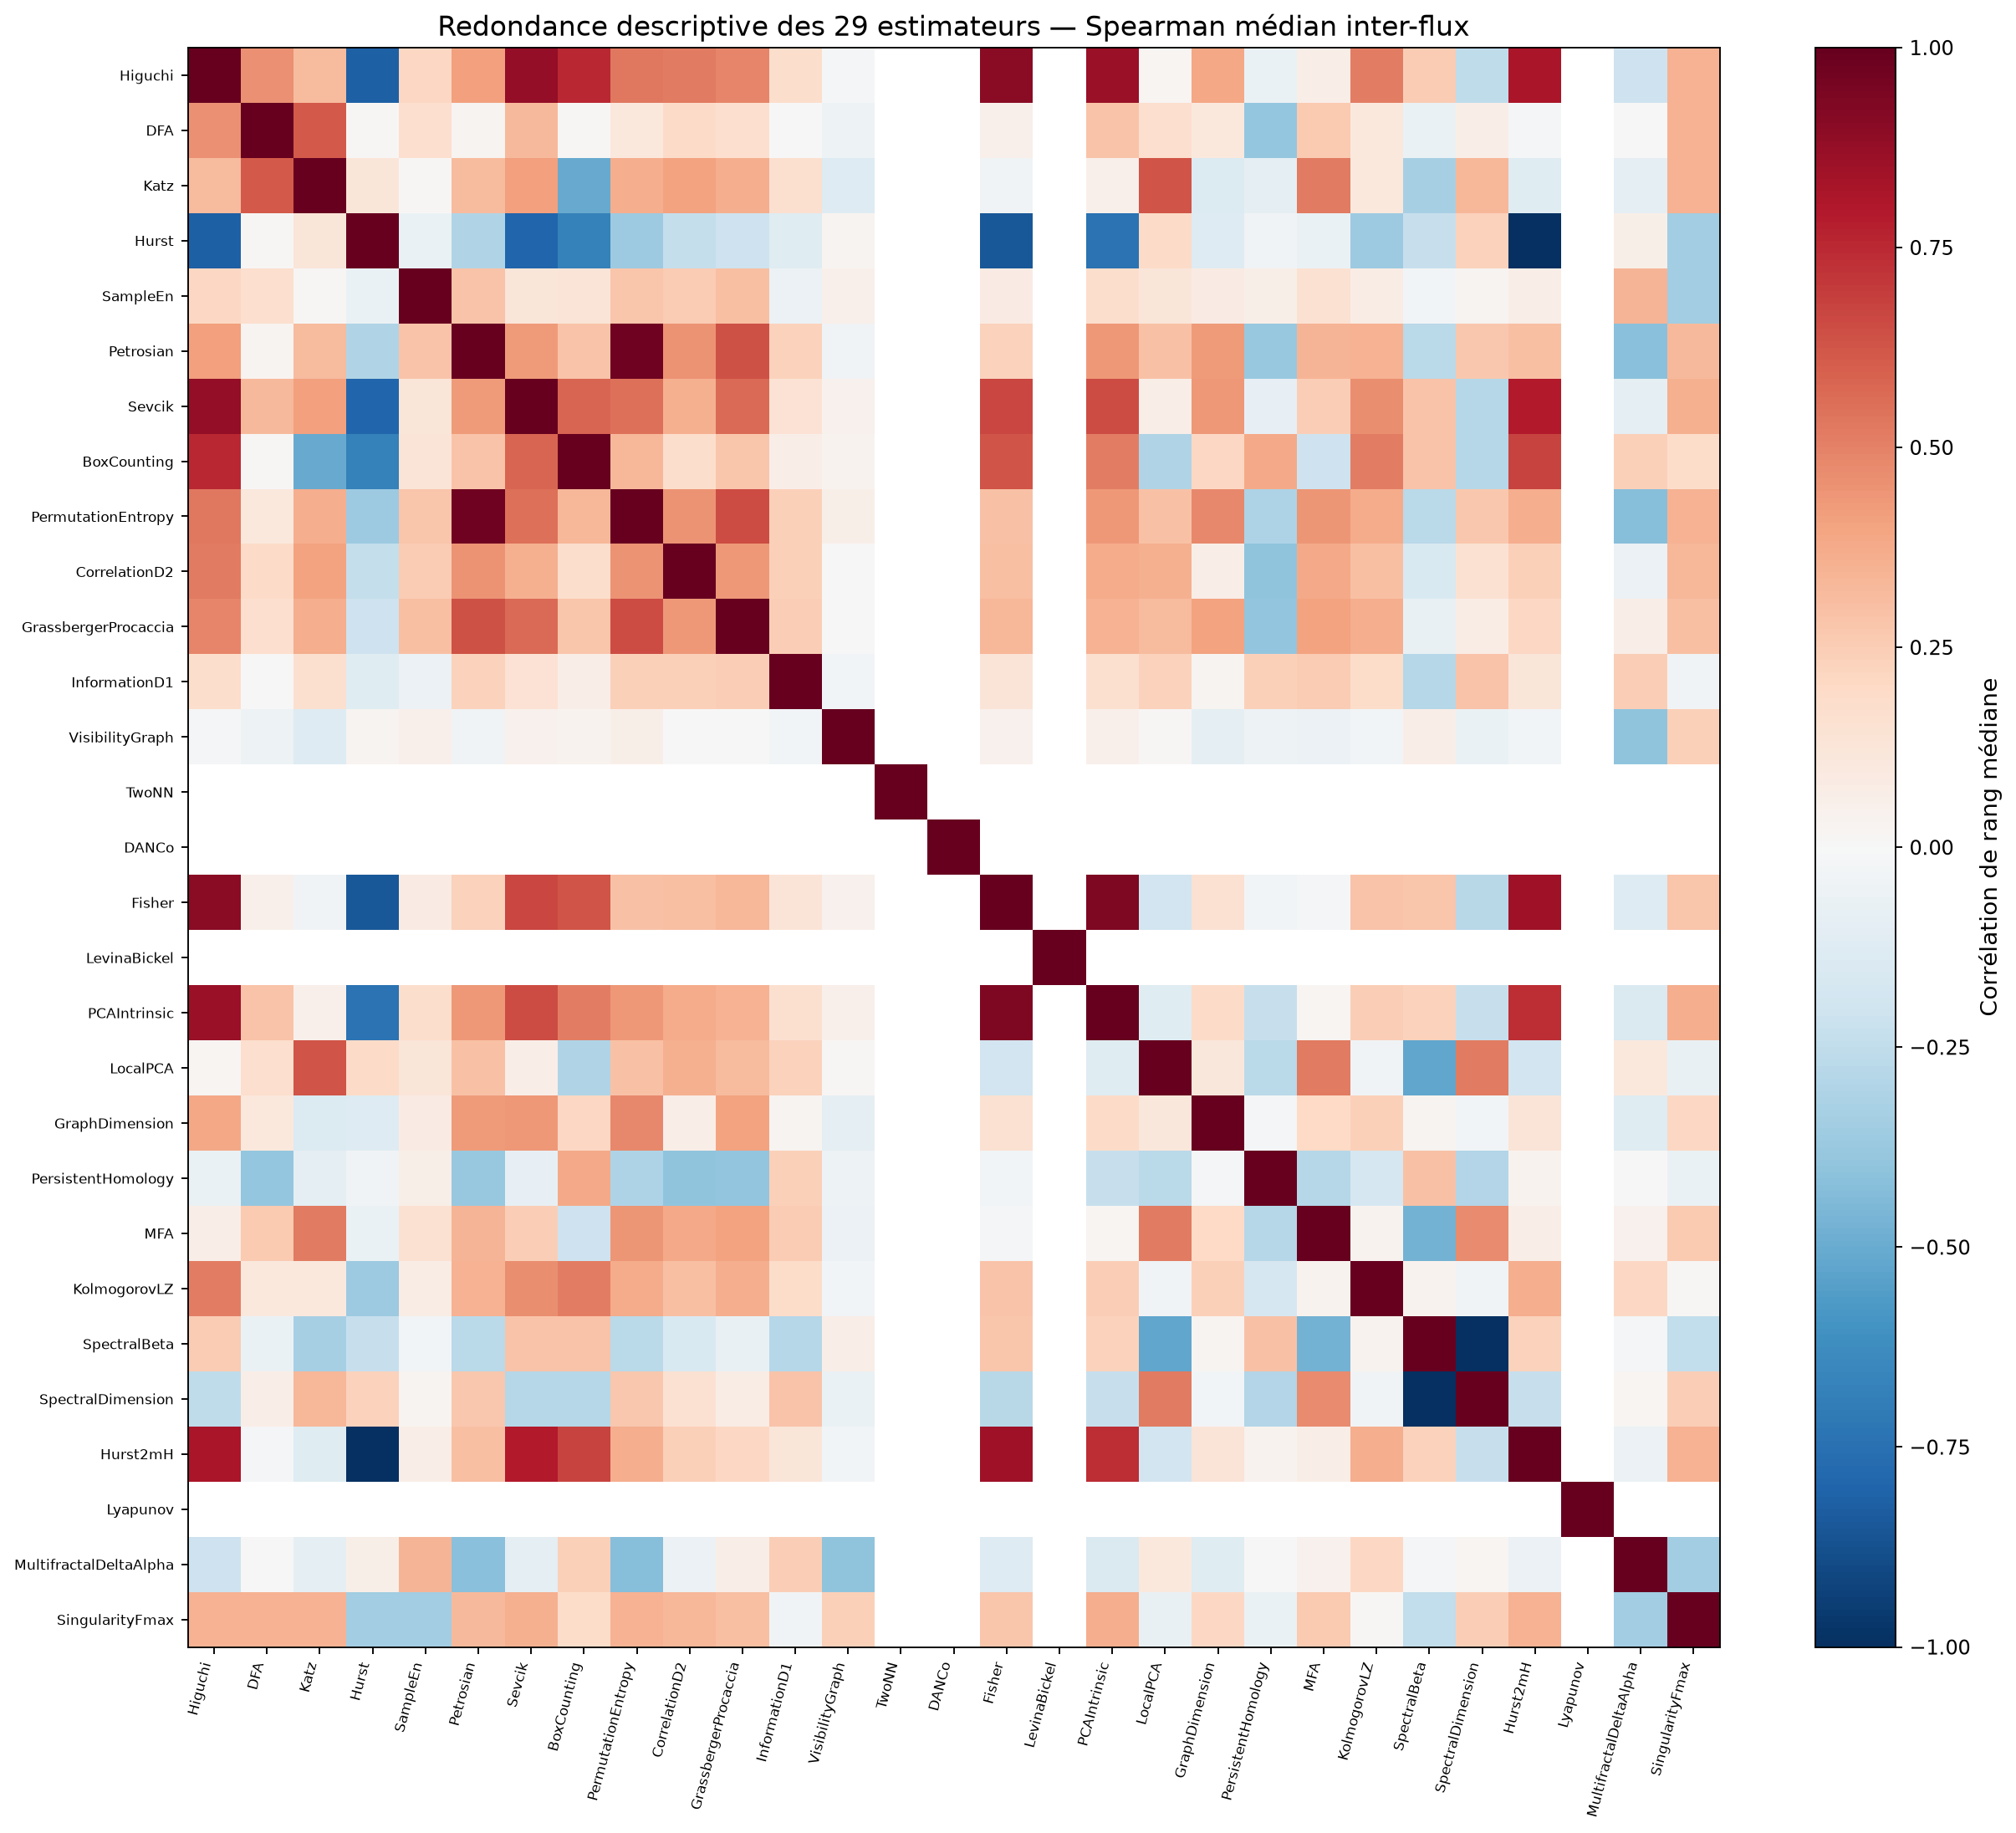 Redondance descriptive des 29 estimateurs — Spearman médian inter-flux
Higuchi
DFA
Katz
Hurst
SampleEn
Petrosian
Sevcik
BoxCounting
PermutationEntropy
CorrelationD2
GrassbergerProcaccia
InformationD1
VisibilityGraph
TwoNN
DANCo
Fisher
LevinaBickel
PCAIntrinsic
LocalPCA
GraphDimension
PersistentHomology
MFA
KolmogorovLZ
SpectralBeta
SpectralDimension
Hurst2mH
Lyapunov
MultifractalDeltaAlpha
SingularityFmax
Higuchi
DFA
Katz
Hurst
SampleEn
Petrosian
Sevcik
BoxCounting
PermutationEntropy
CorrelationD2
GrassbergerProcaccia
InformationD1
VisibilityGraph
TwoNN
DANCo
Fisher
LevinaBickel
PCAIntrinsic
LocalPCA
GraphDimension
PersistentHomology
MFA
KolmogorovLZ
SpectralBeta
SpectralDimension
Hurst2mH
Lyapunov
MultifractalDeltaAlpha
SingularityFmax
1.00
0.75
0.50
0.25
0.00
−0.25
−0.50
−0.75
−1.00
Corrélation de rang médiane